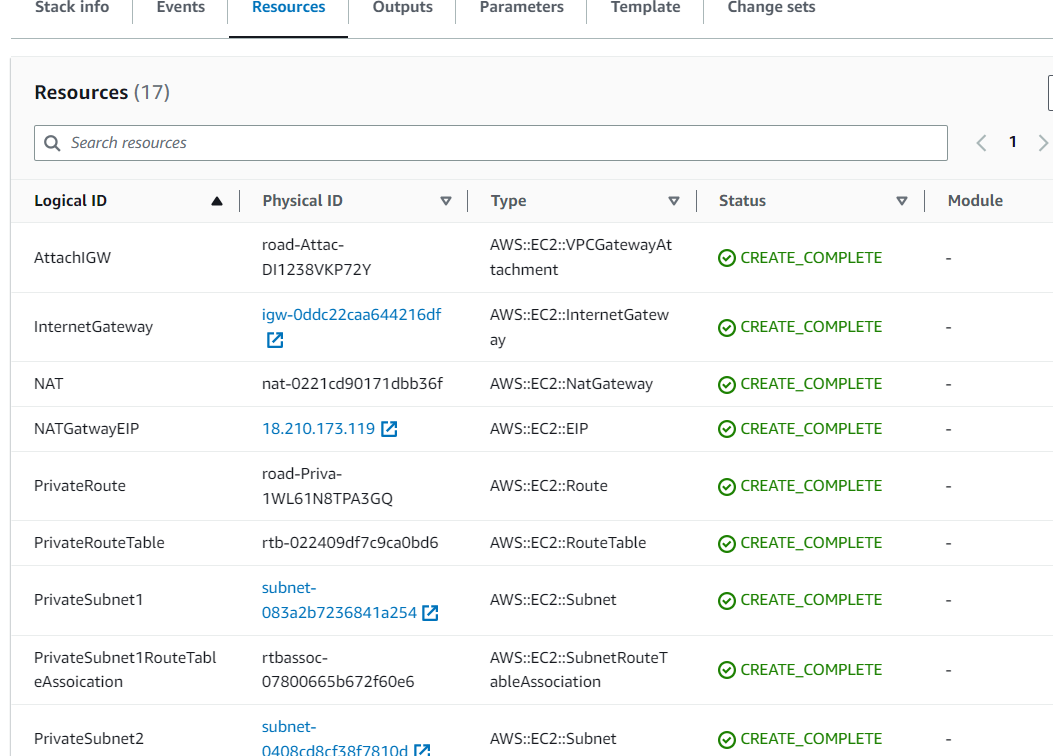 Stack info Events Resources Outputs Parameters Template Change sets
Resources (17)
Search resources
1
Logical ID Physical ID Type Status Module
AttachIGW road-Attac-DI1238VKP72Y AWS::EC2::VPCGatewayAttachment CREATE_COMPLETE -
InternetGateway igw-0ddc22caa644216df AWS::EC2::InternetGateway CREATE_COMPLETE -
NAT nat-0221cd90171dbb36f AWS::EC2::NatGateway CREATE_COMPLETE -
NATGatwayEIP 18.210.173.119 AWS::EC2::EIP CREATE_COMPLETE -
PrivateRoute road-Priva-1WL61N8TPA3GQ AWS::EC2::Route CREATE_COMPLETE -
PrivateRouteTable rtb-022409df7c9ca0bd6 AWS::EC2::RouteTable CREATE_COMPLETE -
PrivateSubnet1 subnet-083a2b7236841a254 AWS::EC2::Subnet CREATE_COMPLETE -
PrivateSubnet1RouteTableAssoication rtbassoc-07800665b672f60e6 AWS::EC2::SubnetRouteTableAssociation CREATE_COMPLETE -
PrivateSubnet2 subnet-0408cd8cf38f7810d AWS::EC2::Subnet CREATE_COMPLETE -